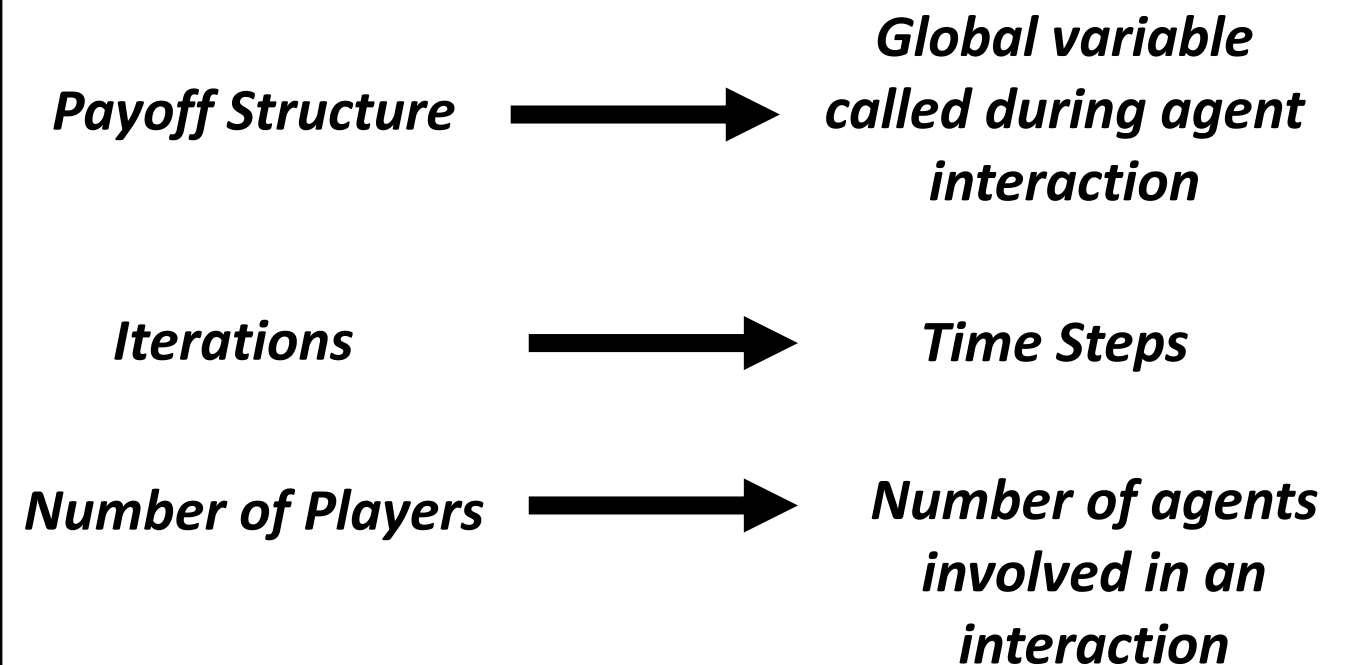 Payoff Structure
Global variable
called during agent
interaction
Iterations
Time Steps
Number of Players
Number of agents
involved in an
interaction